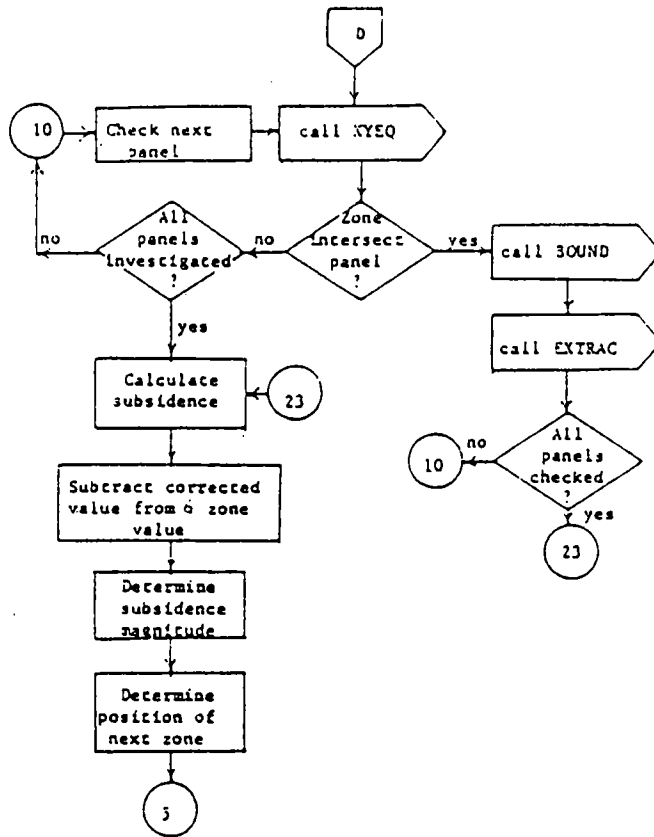 D
10
Check next
panel
call XYEQ
All
panels
investigated
?
no
yes
no
Zone
intersect
panel
?
yes
call BOUND
call EXTRAC
All
panels
checked
?
no
10
yes
23
Calculate
subsidence
23
Subtract corrected
value from 6 zone
value
Determine
subsidence
magnitude
Determine
position of
next zone
5